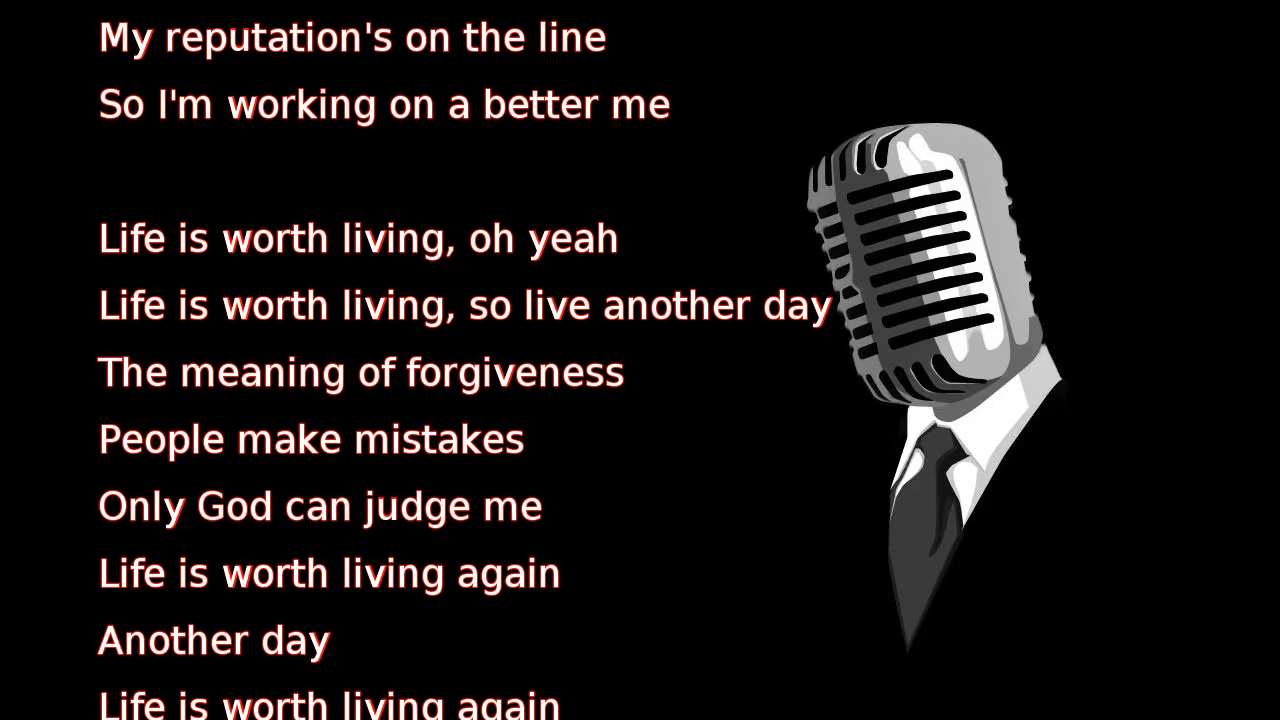 My reputation's on the line
So I'm working on a better me
Life is worth living, oh yeah
Life is worth living, so live another day
The meaning of forgiveness
People make mistakes
Only God can judge me
Life is worth living again
Another day
Life is worth living again